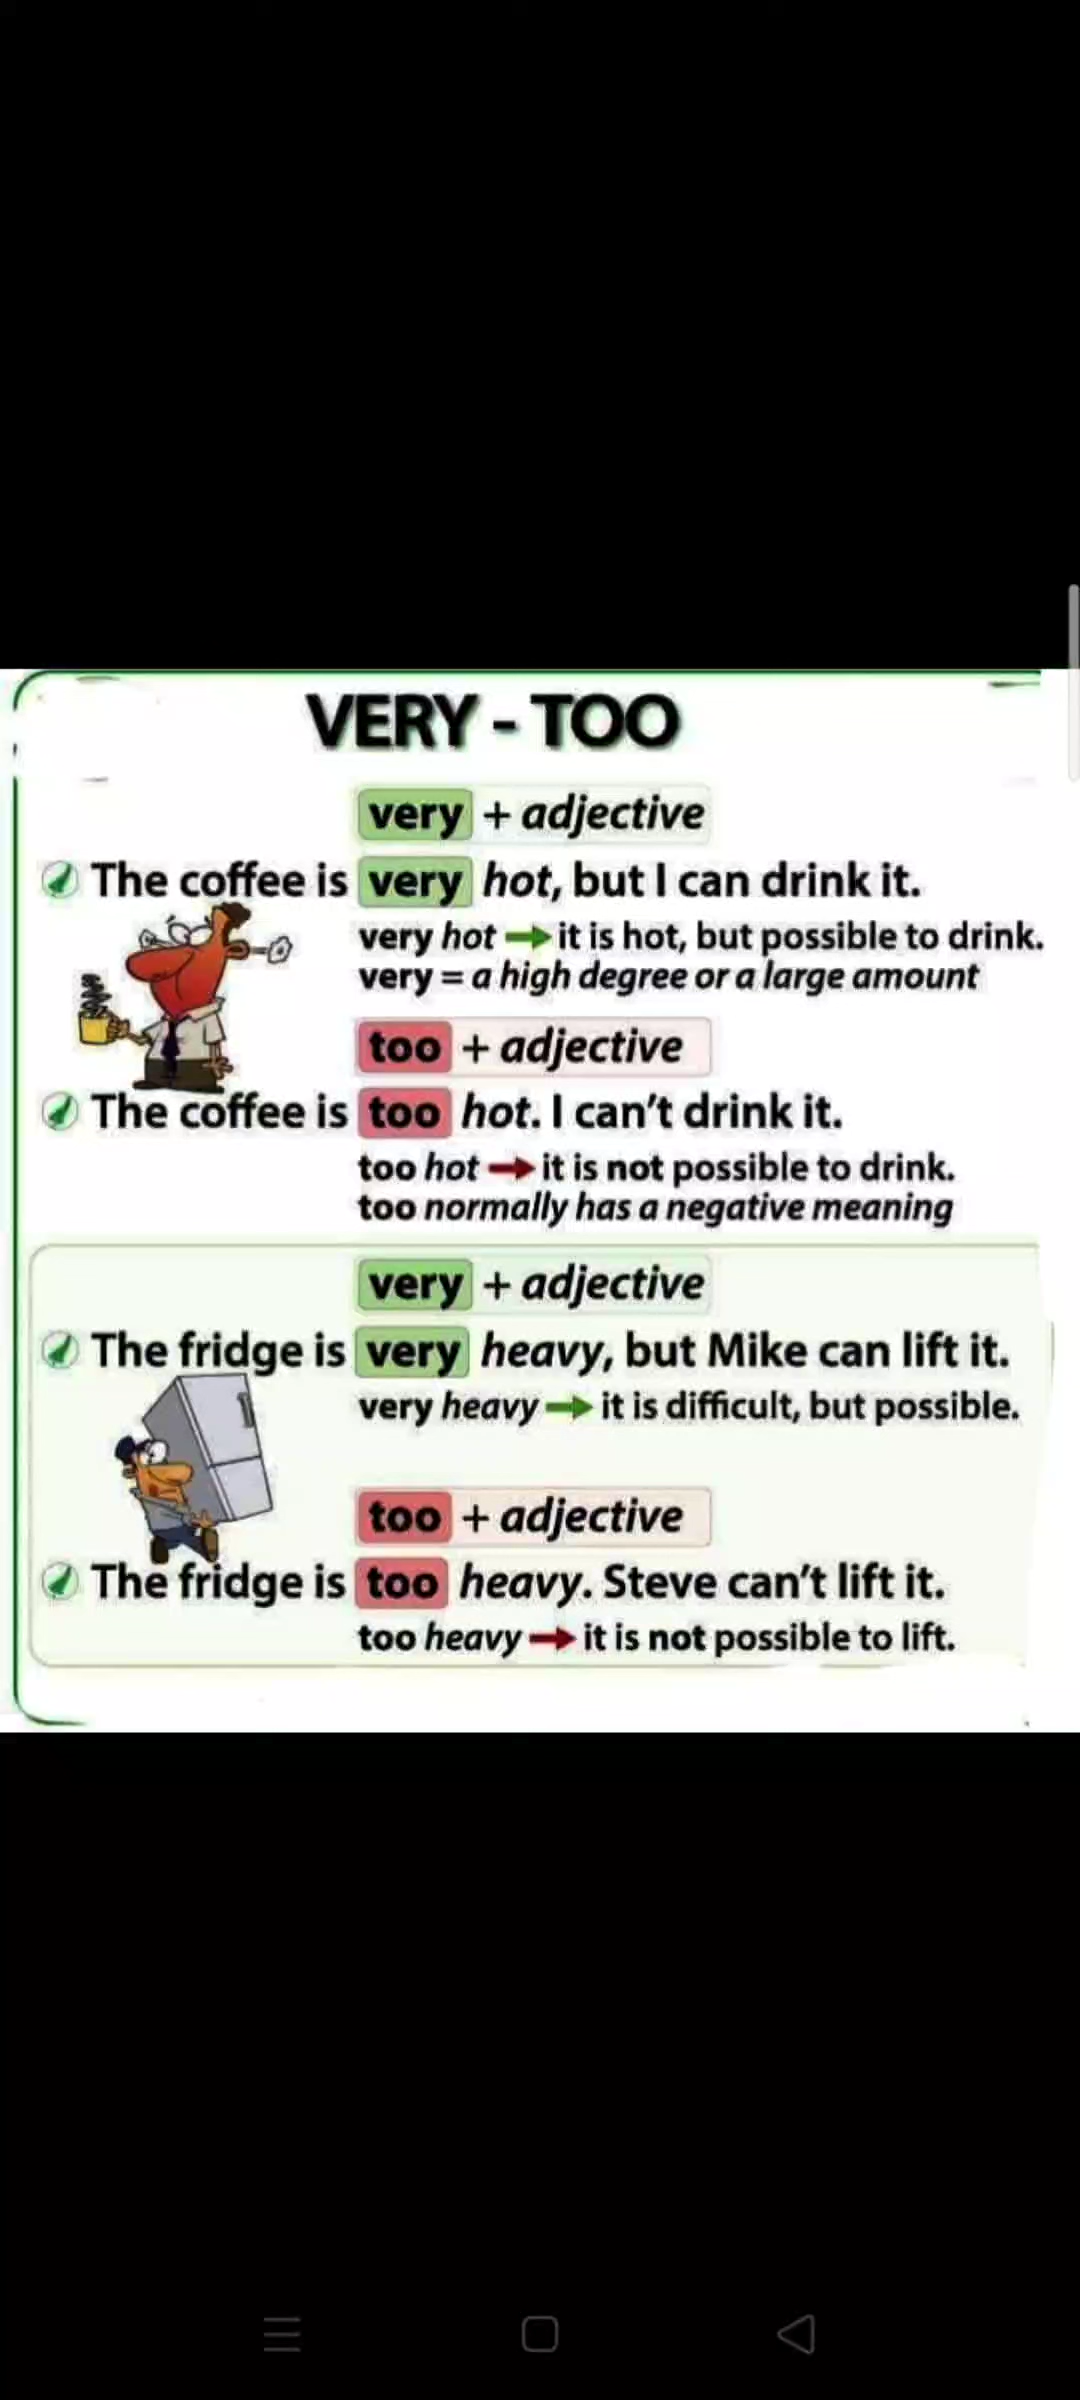 VERY - TOO
very + adjective
The coffee is very hot, but I can drink it.
very hot → it is hot, but possible to drink.
very = a high degree or a large amount
too + adjective
The coffee is too hot. I can't drink it.
too hot → it is not possible to drink.
too normally has a negative meaning
very + adjective
The fridge is very heavy, but Mike can lift it.
very heavy → it is difficult, but possible.
too + adjective
The fridge is too heavy. Steve can't lift it.
too heavy → it is not possible to lift.